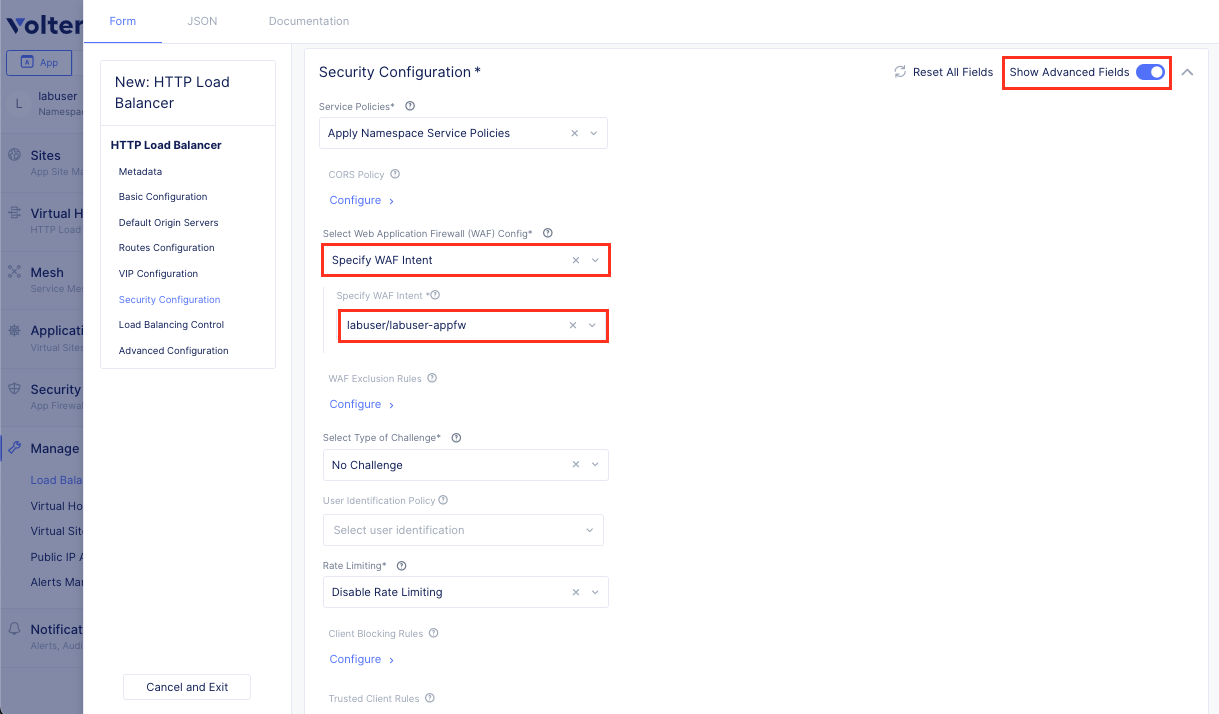 Volter
App
L
labuser
Namespac
Sites
App Site Ma
Virtual H
HTTP Load
Mesh
Service Mes
Applicati
Virtual Sites
Security
App Firewal
Manage
Load Bala
Virtual Ho
Virtual Site
Public IP A
Alerts Man
Notificat
Alerts, Audi
Form
JSON
Documentation
New: HTTP Load
Balancer
HTTP Load Balancer
Metadata
Basic Configuration
Default Origin Servers
Routes Configuration
VIP Configuration
Security Configuration
Load Balancing Control
Advanced Configuration
Cancel and Exit
Security Configuration *
Reset All Fields
Show Advanced Fields
Service Policies*
Apply Namespace Service Policies
CORS Policy
Configure
Select Web Application Firewall (WAF) Config*
Specify WAF Intent
Specify WAF Intent *
labuser/labuser-appfw
WAF Exclusion Rules
Configure
Select Type of Challenge*
No Challenge
User Identification Policy
Select user identification
Rate Limiting*
Disable Rate Limiting
Client Blocking Rules
Configure
Trusted Client Rules